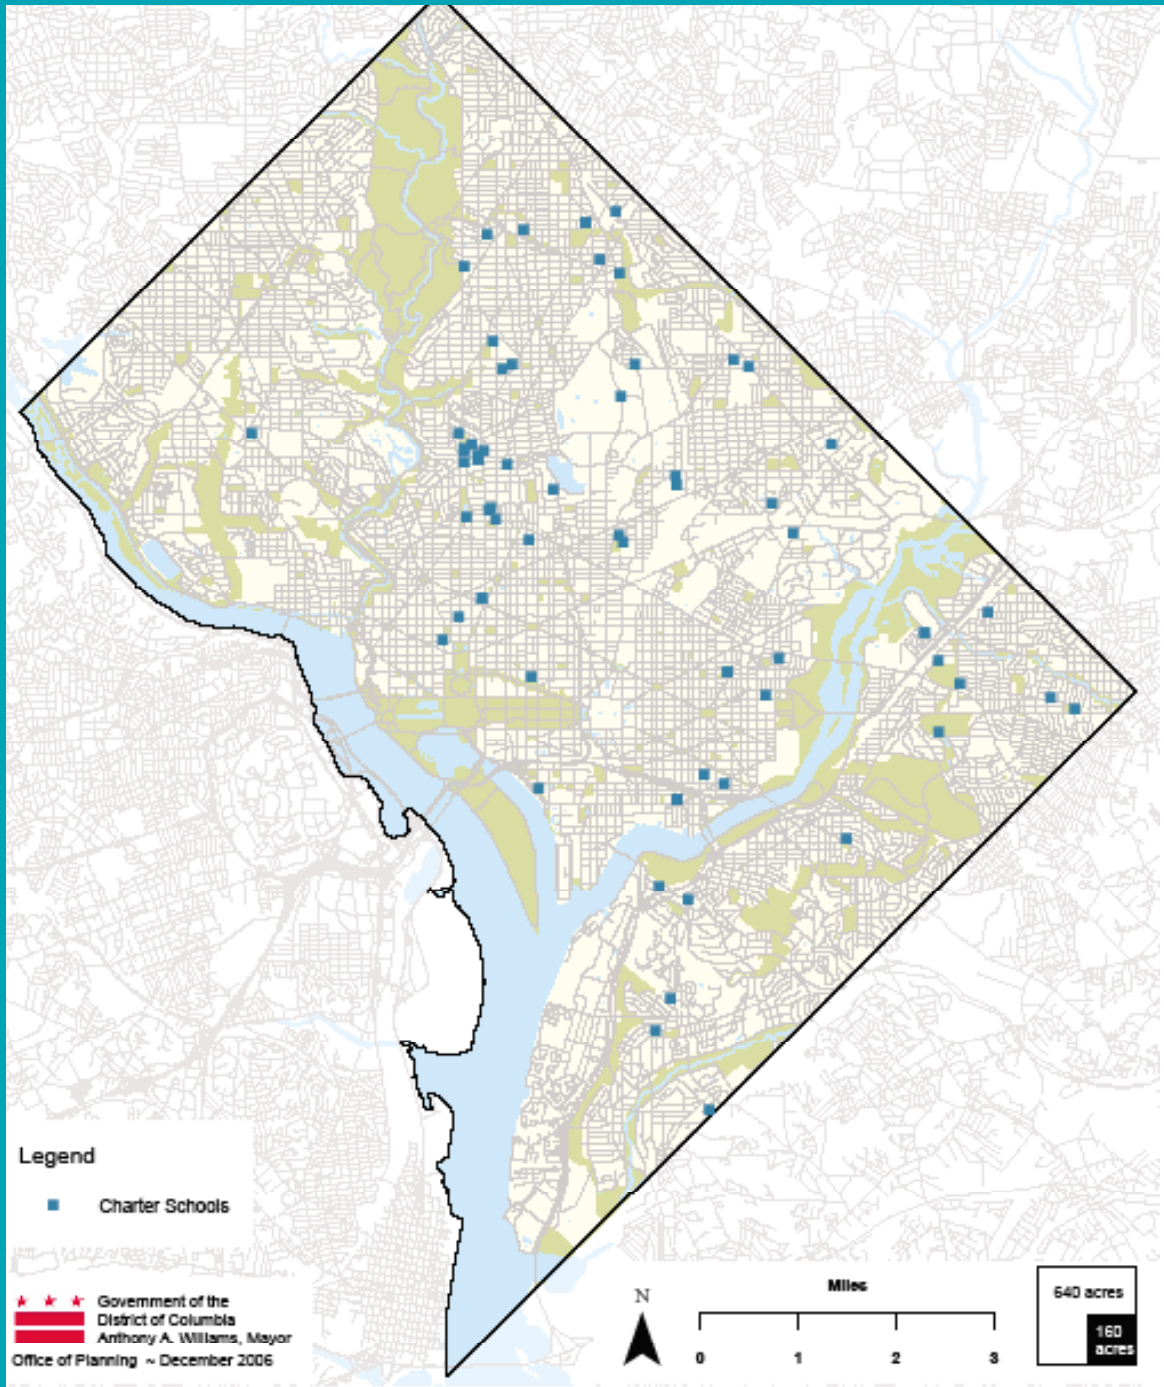 Legend
Charter Schools
Government of the
District of Columbia
Anthony A. Williams, Mayor
Office of Planning ~ December 2006
N
Miles
0 1 2 3
640 acres
160
acres